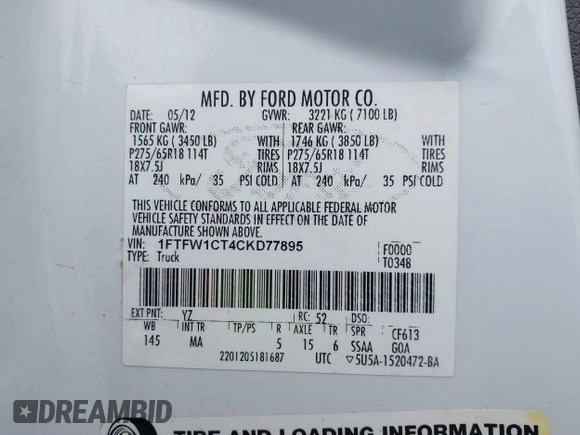 MFD. BY FORD MOTOR CO.
DATE: 05/12 GVWR: 3221 KG ( 7100 LB)
FRONT GAWR: REAR GAWR:
1565 KG ( 3450 LB) WITH 1746 KG ( 3850 LB) WITH
P275/65R18 114T TIRES P275/65R18 114T TIRES
18X7.5J RIMS 18X7.5J RIMS
AT 240 kPa/ 35 PSI COLD AT 240 kPa/ 35 PSI COLD
THIS VEHICLE CONFORMS TO ALL APPLICABLE FEDERAL MOTOR
VEHICLE SAFETY STANDARDS IN EFFECT ON THE DATE OF
MANUFACTURE SHOWN ABOVE.
VIN: 1FTFW1CT4CKD77895 F0000
TYPE: Truck T0348
EXT PNT: YZ RC: 52 DSO:
WB INT TR TP/PS R AXLE TR SPR CF613
145 MA 5 15 6 SSAA G0A
2201205181687 UTC ▽5U5A-1520472-BA
DREAMBID
TIRE AND LOADING INFORMATION